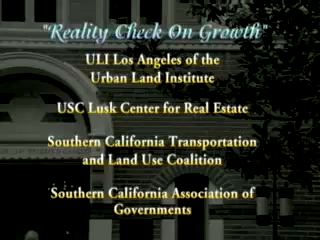 "Reality Check On Growth"
ULI Los Angeles of the
Urban Land Institute
USC Lusk Center for Real Estate
Southern California Transportation
and Land Use Coalition
Southern California Association of
Governments